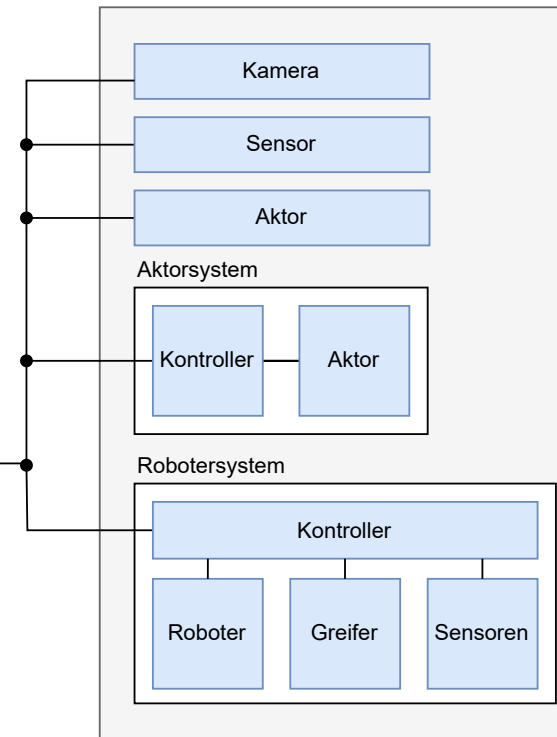 Kamera
Sensor
Aktor
Aktorsystem
Kontroller
Aktor
Robotersystem
Kontroller
Roboter
Greifer
Sensoren